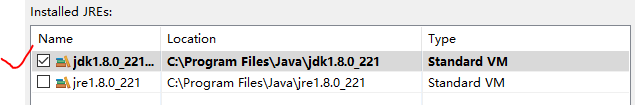 Installed JREs:
Name Location Type
jdk1.8.0_221... C:\Program Files\Java\jdk1.8.0_221 Standard VM
jre1.8.0_221 C:\Program Files\Java\jre1.8.0_221 Standard VM